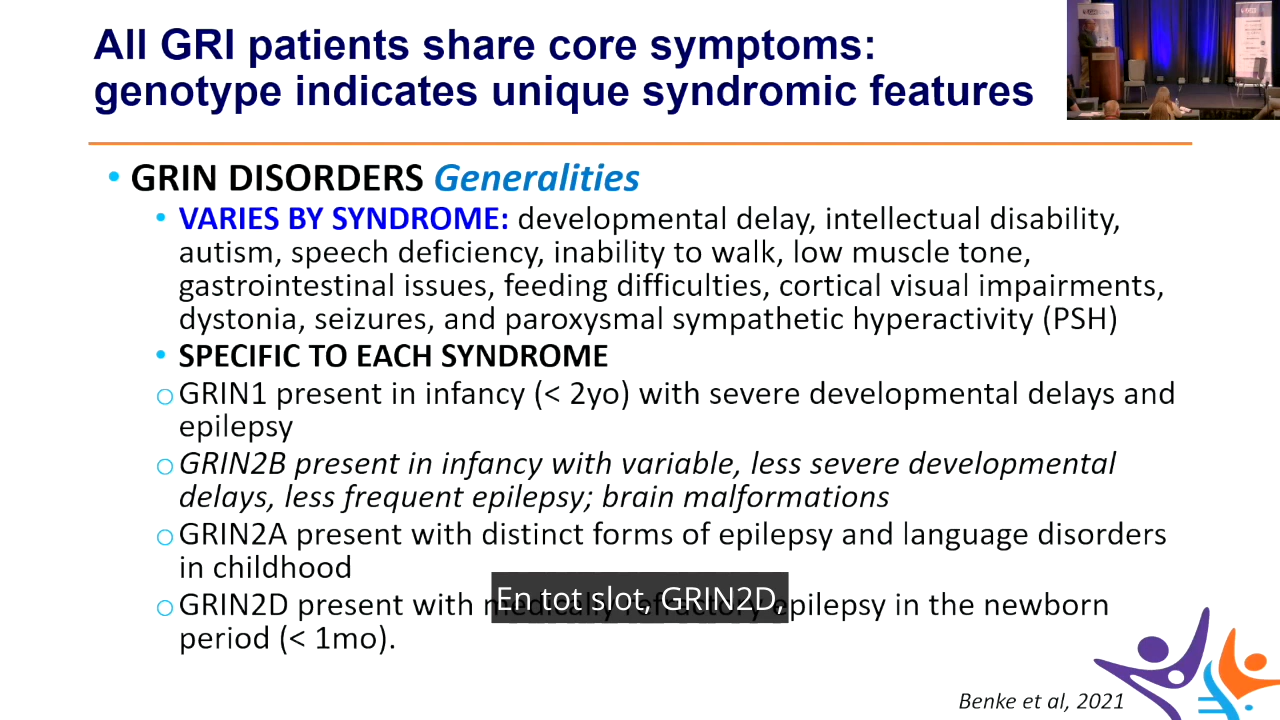 All GRI patients share core symptoms:
genotype indicates unique syndromic features
• GRIN DISORDERS Generalities
• VARIES BY SYNDROME: developmental delay, intellectual disability,
autism, speech deficiency, inability to walk, low muscle tone,
gastrointestinal issues, feeding difficulties, cortical visual impairments,
dystonia, seizures, and paroxysmal sympathetic hyperactivity (PSH)
• SPECIFIC TO EACH SYNDROME
○ GRIN1 present in infancy (< 2yo) with severe developmental delays and
epilepsy
○ GRIN2B present in infancy with variable, less severe developmental
delays, less frequent epilepsy; brain malformations
○ GRIN2A present with distinct forms of epilepsy and language disorders
in childhood
○ GRIN2D present with medically refractory epilepsy in the newborn
period (< 1mo).
En tot slot, GRIN2D,
Benke et al, 2021